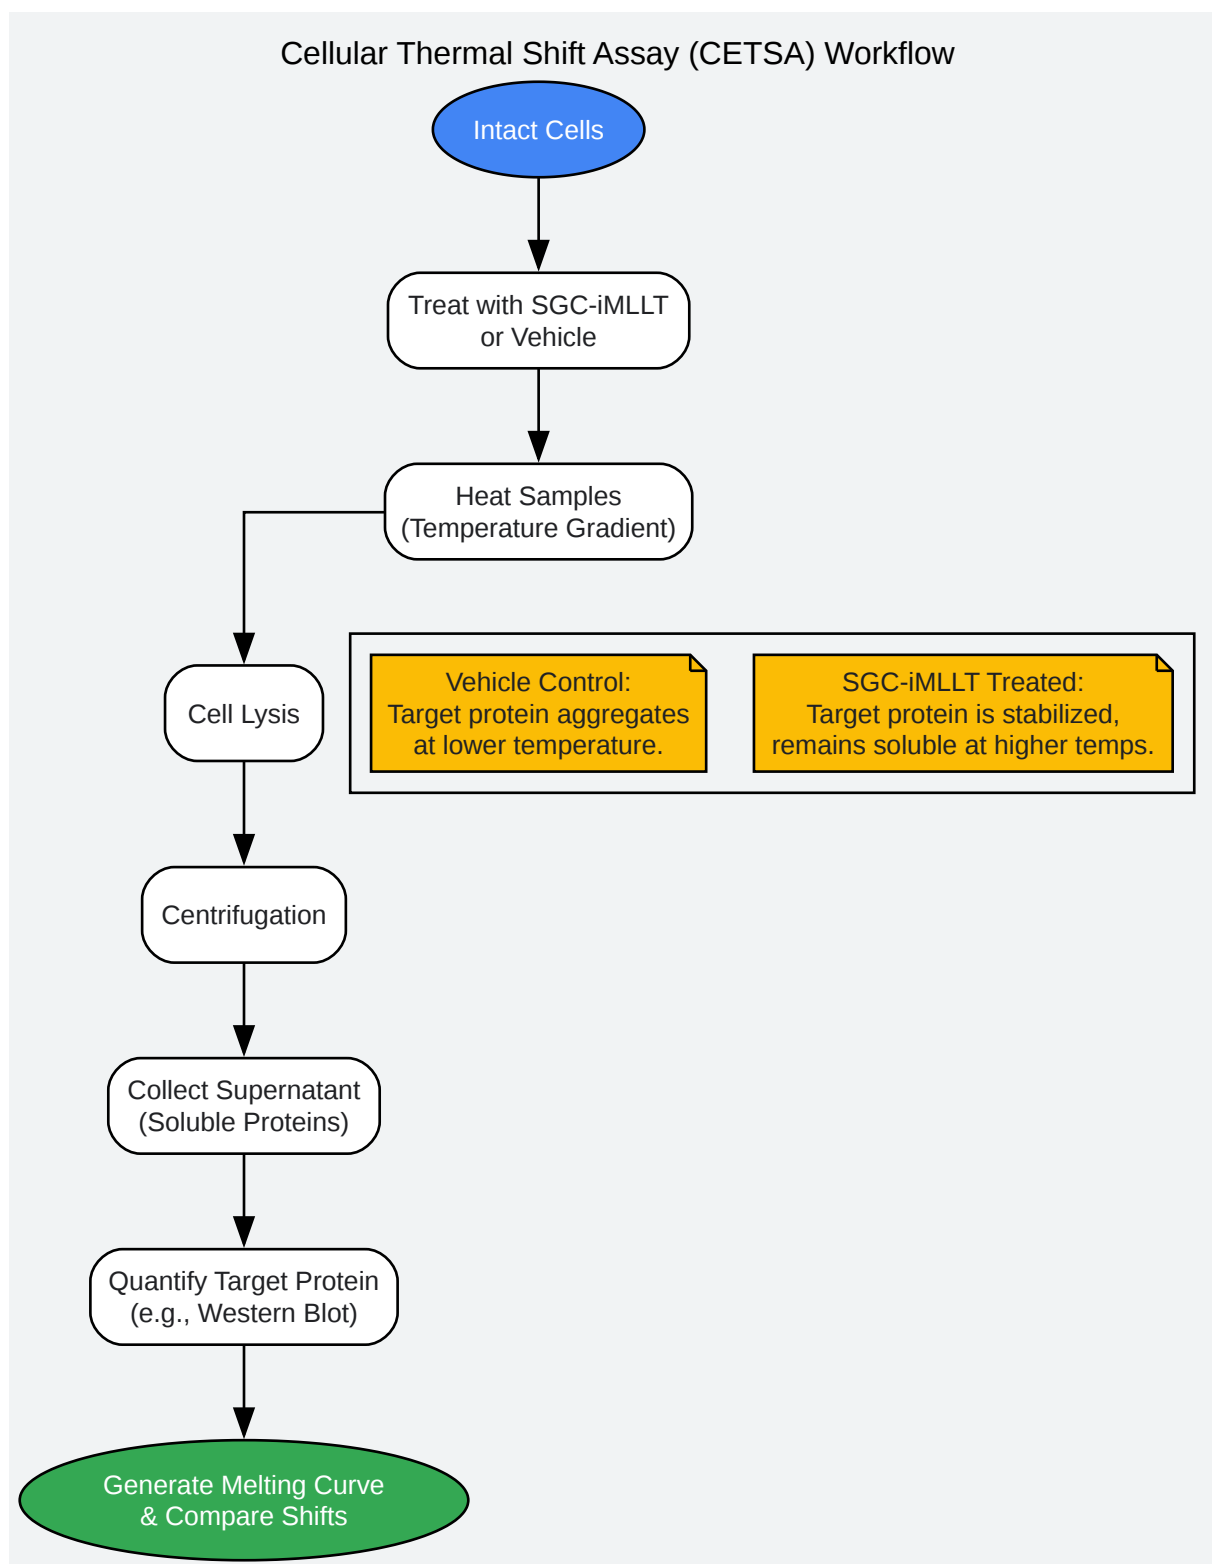 Cellular Thermal Shift Assay (CETSA) Workflow
Intact Cells
Treat with SGC-iMLLT
or Vehicle
Heat Samples
(Temperature Gradient)
Cell Lysis
Vehicle Control:
Target protein aggregates
at lower temperature.
SGC-iMLLT Treated:
Target protein is stabilized,
remains soluble at higher temps.
Centrifugation
Collect Supernatant
(Soluble Proteins)
Quantify Target Protein
(e.g., Western Blot)
Generate Melting Curve
& Compare Shifts